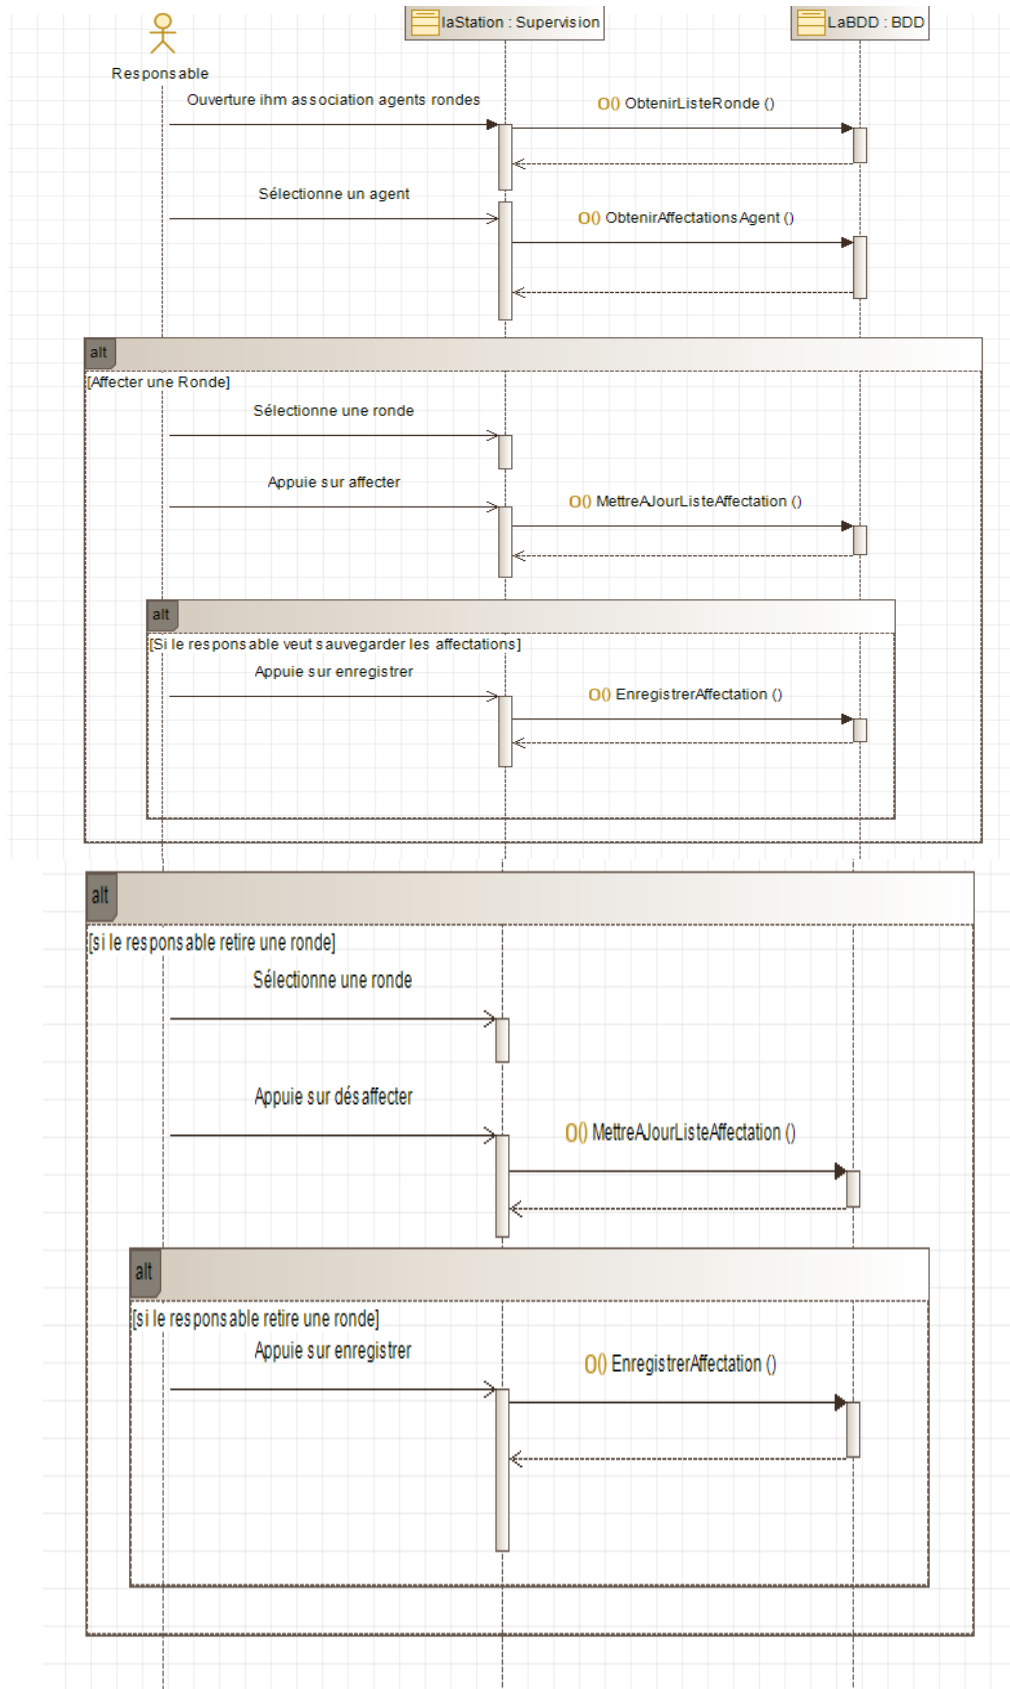 laStation : Supervision
LaBDD : BDD
Responsable
Ouverture ihm association agents rondes
O() ObtenirListeRonde ()
Sélectionne un agent
O() ObtenirAffectationsAgent ()
alt
[Affecter une Ronde]
Sélectionne une ronde
Appuie sur affecter
O() MettreAJourListeAffectation ()
alt
[Si le responsable veut sauvegarder les affectations]
Appuie sur enregistrer
O() EnregistrerAffectation ()
alt
[si le responsable retire une ronde]
Sélectionne une ronde
Appuie sur désaffecter
O() MettreAJourListeAffectation ()
alt
[si le responsable retire une ronde]
Appuie sur enregistrer
O() EnregistrerAffectation ()